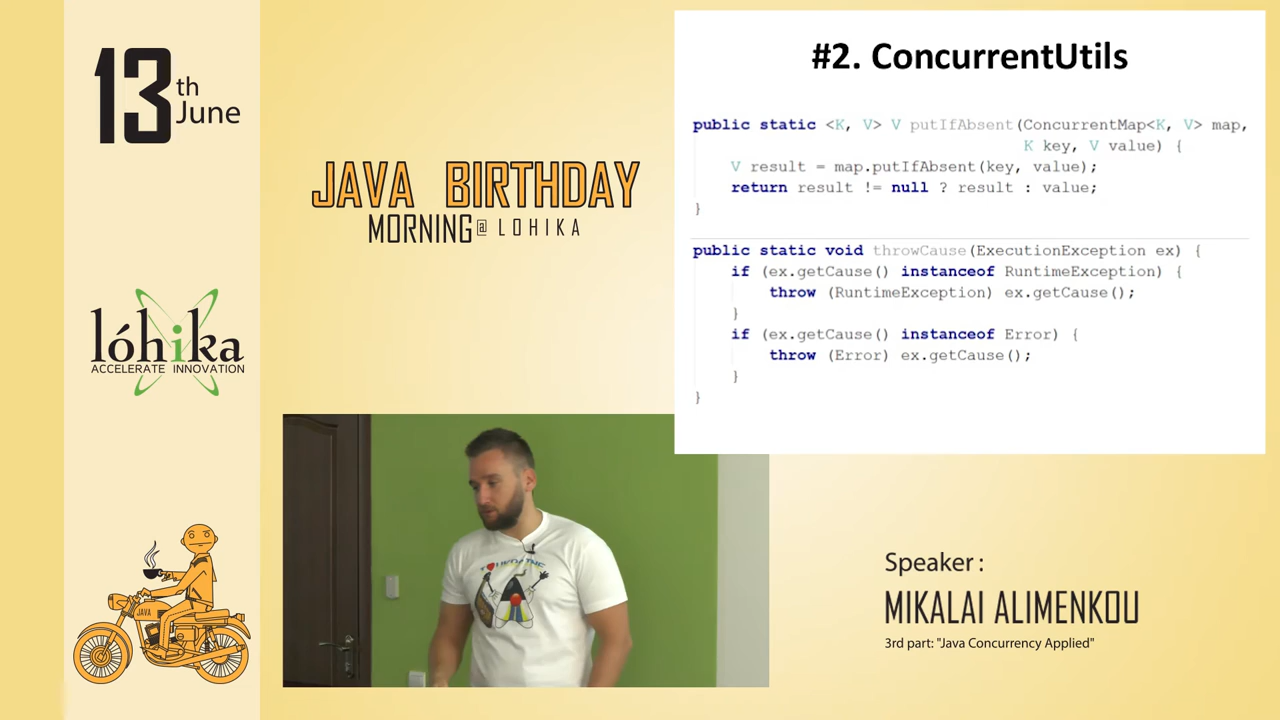 13th June
JAVA BIRTHDAY
MORNING@LOHIKA
lóhika
ACCELERATE INNOVATION
JAVA
#2. ConcurrentUtils
public static <K, V> V putIfAbsent(ConcurrentMap<K, V> map,
K key, V value) {
V result = map.putIfAbsent(key, value);
return result != null ? result : value;
}
public static void throwCause(ExecutionException ex) {
if (ex.getCause() instanceof RuntimeException) {
throw (RuntimeException) ex.getCause();
}
if (ex.getCause() instanceof Error) {
throw (Error) ex.getCause();
}
}
Speaker :
MIKALAI ALIMENKOU
3rd part: "Java Concurrency Applied"